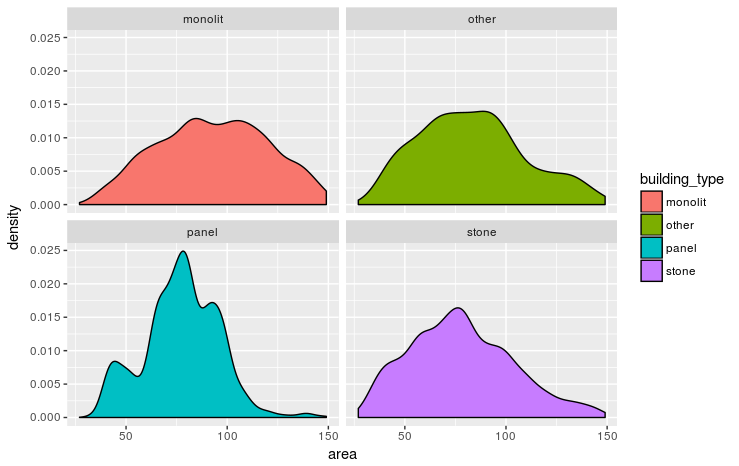 monolit
other
0.025
0.020
0.015
0.010
0.005
0.000
panel
stone
0.025
0.020
0.015
0.010
0.005
0.000
50
100
150
50
100
150
area
density
building_type
monolit
other
panel
stone